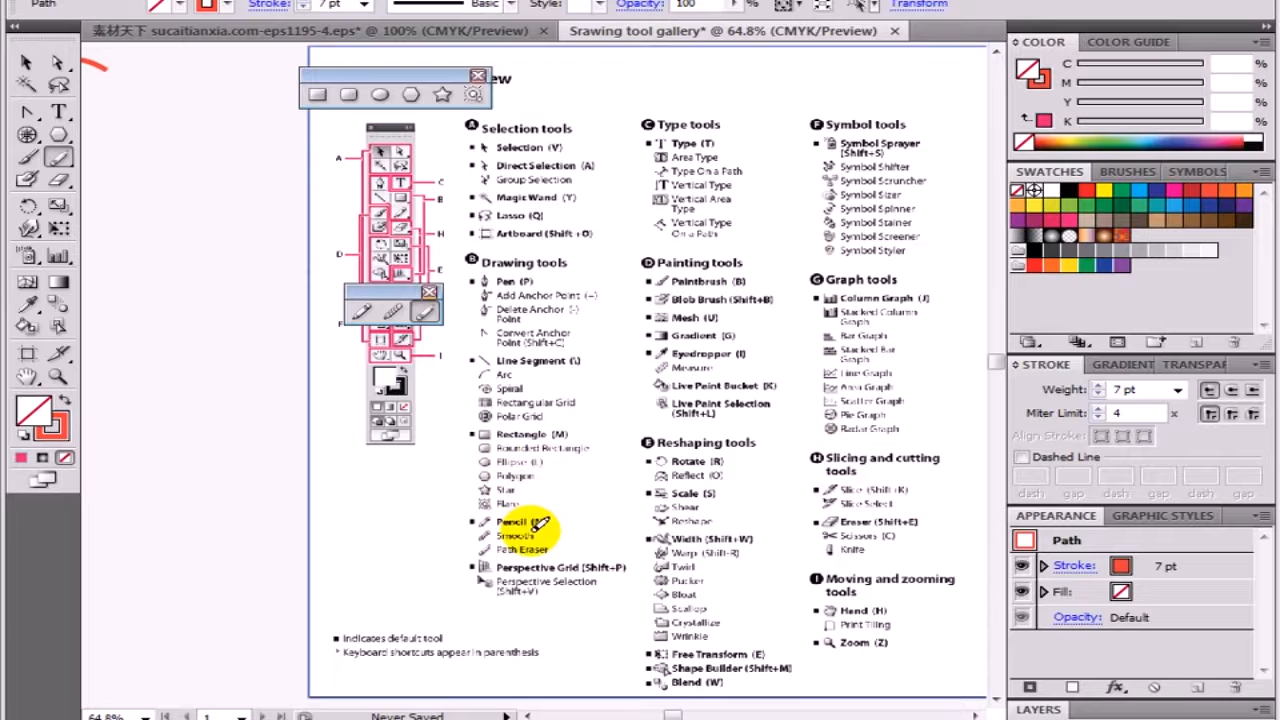 Path
Stroke:
7 pt
Basic
Style:
Opacity:
100
Transform
素材天下 sucaitianxia.com-eps1195-4.eps* @ 100% (CMYK/Preview)
Srawing tool gallery* @ 64.8% (CMYK/Preview)
ew
A Selection tools
Selection (V)
Direct Selection (A)
Group Selection
Magic Wand (Y)
Lasso (Q)
Artboard (Shift+O)
B Drawing tools
Pen (P)
Add Anchor Point (+)
Delete Anchor (-)
Point
Convert Anchor
Point (Shift+C)
Line Segment (\)
Arc
Spiral
Rectangular Grid
Polar Grid
Rectangle (M)
Rounded Rectangle
Ellipse (L)
Polygon
Star
Flare
Pencil
Smooth
Path Eraser
Perspective Grid (Shift+P)
Perspective Selection
(Shift+V)
A
C
B
H
D
E
F
I
Indicates default tool
* Keyboard shortcuts appear in parenthesis
C Type tools
Type (T)
Area Type
Type On a Path
Vertical Type
Vertical Area
Type
Vertical Type
On a Path
D Painting tools
Paintbrush (B)
Blob Brush (Shift+B)
Mesh (U)
Gradient (G)
Eyedropper (I)
Measure
Live Paint Bucket (K)
Live Paint Selection
(Shift+L)
E Reshaping tools
Rotate (R)
Reflect (O)
Scale (S)
Shear
Reshape
Width (Shift+W)
Warp (Shift-R)
Twirl
Pucker
Bloat
Scallop
Crystallize
Wrinkle
Free Transform (E)
Shape Builder (Shift+M)
Blend (W)
F Symbol tools
Symbol Sprayer
(Shift+S)
Symbol Shifter
Symbol Scruncher
Symbol Sizer
Symbol Spinner
Symbol Stainer
Symbol Screener
Symbol Styler
G Graph tools
Column Graph (J)
Stacked Column
Graph
Bar Graph
Stacked Bar
Graph
Line Graph
Area Graph
Scatter Graph
Pie Graph
Radar Graph
H Slicing and cutting
tools
Slice (Shift+K)
Slice Select
Eraser (Shift+E)
Scissors (C)
Knife
I Moving and zooming
tools
Hand (H)
Print Tiling
Zoom (Z)
64.8%
1
Never Saved
COLOR COLOR GUIDE
C %
M %
Y %
K %
SWATCHES BRUSHES SYMBOLS
STROKE GRADIENT TRANSPAR
Weight: 7 pt
Miter Limit: 4 x
Align Stroke:
Dashed Line
dash gap dash gap dash gap
APPEARANCE GRAPHIC STYLES
Path
Stroke: 7 pt
Fill:
Opacity: Default
LAYERS